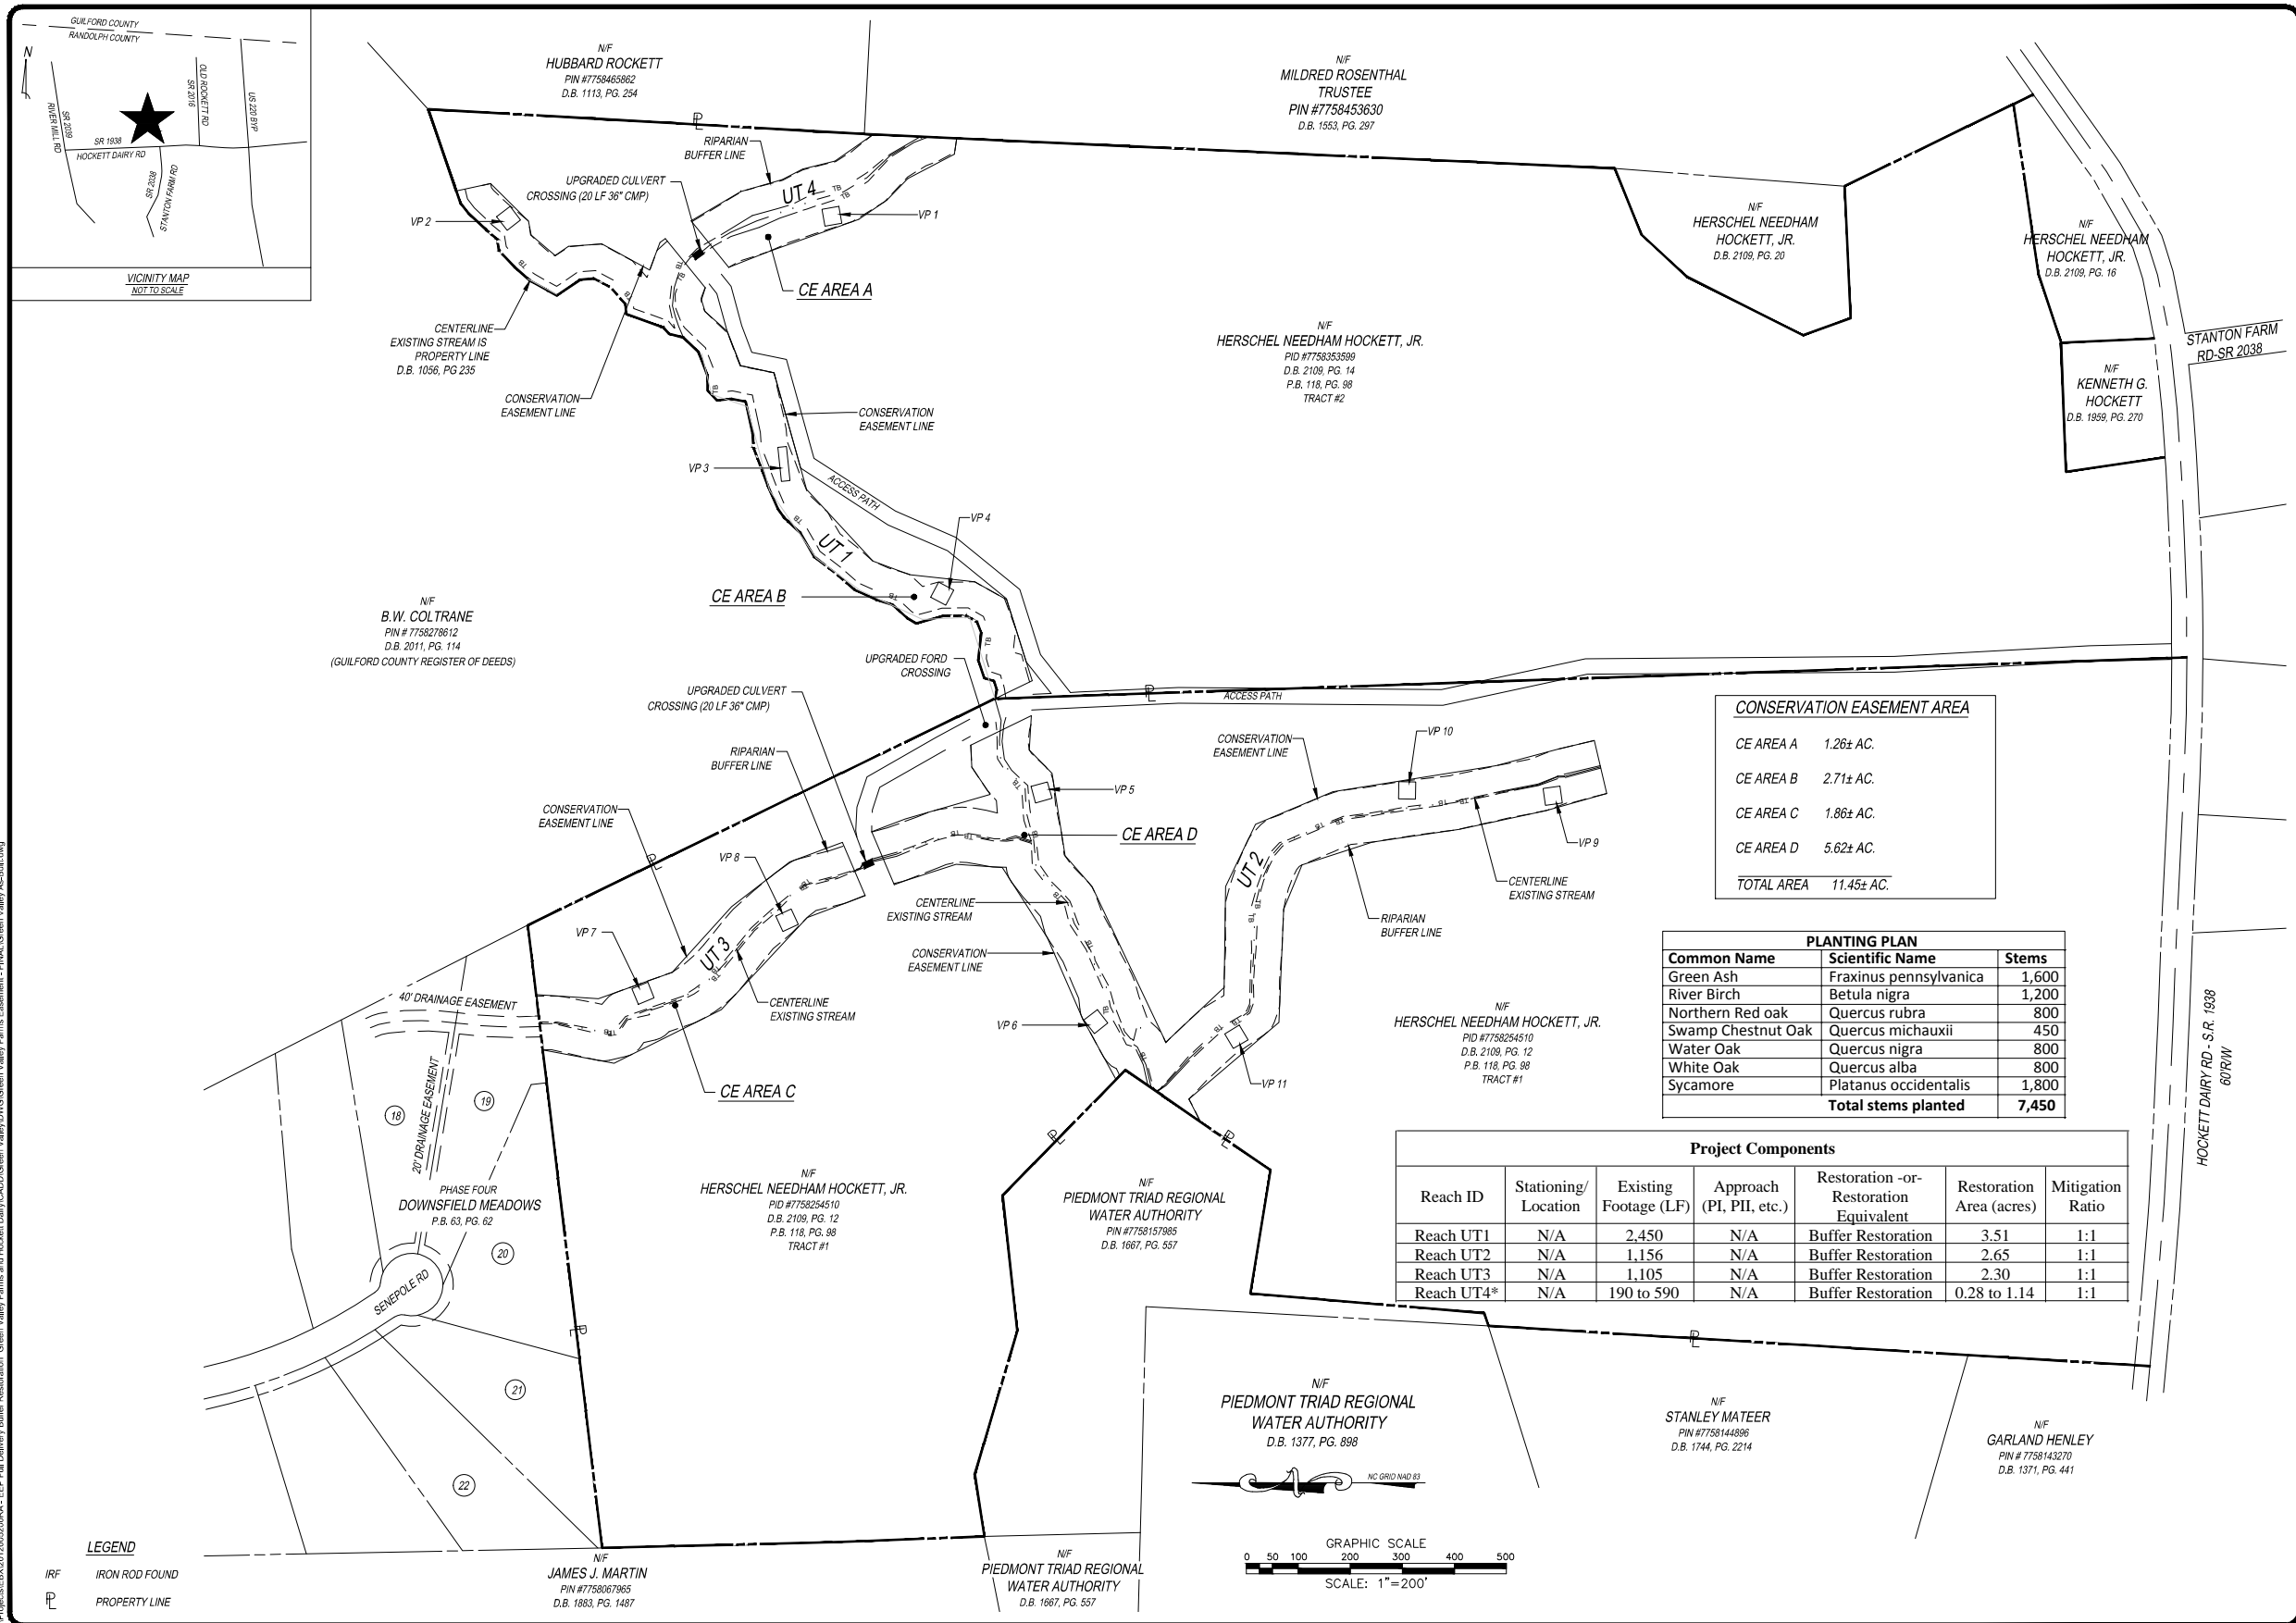 GUILFORD COUNTY
RANDOLPH COUNTY
N
SR 2039
RIVER MILL RD
OLD ROCKETT RD
SR 2016
US 220 BYP
SR 1938
HOCKETT DAIRY RD
SR 2038
STANTON FARM RD
VICINITY MAP
NOT TO SCALE
N/F
HUBBARD ROCKETT
PIN #7758465862
D.B. 1113, PG. 254
N/F
MILDRED ROSENTHAL
TRUSTEE
PIN #7758453630
D.B. 1553, PG. 297
RIPARIAN
BUFFER LINE
UPGRADED CULVERT
CROSSING (20 LF 36" CMP)
UT 4
TB
TB
VP 1
VP 2
CE AREA A
CENTERLINE
EXISTING STREAM IS
PROPERTY LINE
D.B. 1056, PG 235
CONSERVATION
EASEMENT LINE
CONSERVATION
EASEMENT LINE
VP 3
ACCESS PATH
VP 4
UT 1
CE AREA B
N/F
HERSCHEL NEEDHAM
HOCKETT, JR.
D.B. 2109, PG. 20
N/F
HERSCHEL NEEDHAM
HOCKETT, JR.
D.B. 2109, PG. 16
N/F
HERSCHEL NEEDHAM HOCKETT, JR.
PID #7758353599
D.B. 2109, PG. 14
P.B. 118, PG. 98
TRACT #2
STANTON FARM
RD-SR 2038
N/F
KENNETH G.
HOCKETT
D.B. 1959, PG. 270
N/F
B.W. COLTRANE
PIN # 7758278612
D.B. 2011, PG. 114
(GUILFORD COUNTY REGISTER OF DEEDS)
UPGRADED FORD
CROSSING
UPGRADED CULVERT
CROSSING (20 LF 36" CMP)
ACCESS PATH
RIPARIAN
BUFFER LINE
CONSERVATION
EASEMENT LINE
VP 10
VP 5
CE AREA D
CONSERVATION
EASEMENT LINE
VP 8
VP 9
UT 2
CENTERLINE
EXISTING STREAM
CENTERLINE
EXISTING STREAM
RIPARIAN
BUFFER LINE
VP 7
UT 3
CONSERVATION
EASEMENT LINE
40' DRAINAGE EASEMENT
CENTERLINE
EXISTING STREAM
VP 6
VP 11
CE AREA C
CONSERVATION EASEMENT AREA
CE AREA A 1.26± AC.
CE AREA B 2.71± AC.
CE AREA C 1.86± AC.
CE AREA D 5.62± AC.
TOTAL AREA 11.45± AC.
PLANTING PLAN
Common Name Scientific Name Stems
Green Ash Fraxinus pennsylvanica 1,600
River Birch Betula nigra 1,200
Northern Red oak Quercus rubra 800
Swamp Chestnut Oak Quercus michauxii 450
Water Oak Quercus nigra 800
White Oak Quercus alba 800
Sycamore Platanus occidentalis 1,800
Total stems planted 7,450
N/F
HERSCHEL NEEDHAM HOCKETT, JR.
PID #7758254510
D.B. 2109, PG. 12
P.B. 118, PG. 98
TRACT #1
HOCKETT DAIRY RD - S.R. 1938
60'R/W
20' DRAINAGE EASEMENT
18
19
PHASE FOUR
DOWNSFIELD MEADOWS
P.B. 63, PG. 62
20
SENEPOLE RD
21
22
N/F
HERSCHEL NEEDHAM HOCKETT, JR.
PID #7758254510
D.B. 2109, PG. 12
P.B. 118, PG. 98
TRACT #1
N/F
PIEDMONT TRIAD REGIONAL
WATER AUTHORITY
PIN #7758157985
D.B. 1667, PG. 557
Project Components
Reach ID Stationing/ Location Existing Footage (LF) Approach (PI, PII, etc.) Restoration -or- Restoration Equivalent Restoration Area (acres) Mitigation Ratio
Reach UT1 N/A 2,450 N/A Buffer Restoration 3.51 1:1
Reach UT2 N/A 1,156 N/A Buffer Restoration 2.65 1:1
Reach UT3 N/A 1,105 N/A Buffer Restoration 2.30 1:1
Reach UT4* N/A 190 to 590 N/A Buffer Restoration 0.28 to 1.14 1:1
N/F
PIEDMONT TRIAD REGIONAL
WATER AUTHORITY
D.B. 1377, PG. 898
NC GRID NAD 83
N/F
STANLEY MATEER
PIN #7758144896
D.B. 1744, PG. 2214
N/F
GARLAND HENLEY
PIN # 7758143270
D.B. 1371, PG. 441
GRAPHIC SCALE
0 50 100 200 300 400 500
SCALE: 1"=200'
LEGEND
IRF IRON ROD FOUND
PL PROPERTY LINE
N/F
JAMES J. MARTIN
PIN #7758067965
D.B. 1883, PG. 1487
N/F
PIEDMONT TRIAD REGIONAL
WATER AUTHORITY
D.B. 1667, PG. 557